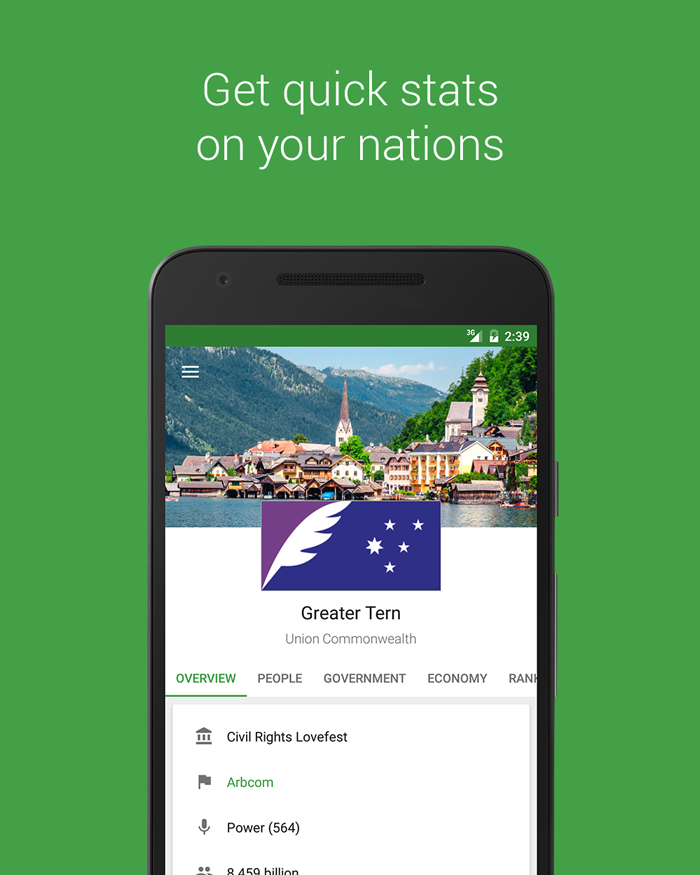 Get quick stats
on your nations
3G 2:39
Greater Tern
Union Commonwealth
OVERVIEW PEOPLE GOVERNMENT ECONOMY RANK
Civil Rights Lovefest
Arbcom
Power (564)
8.459 billion